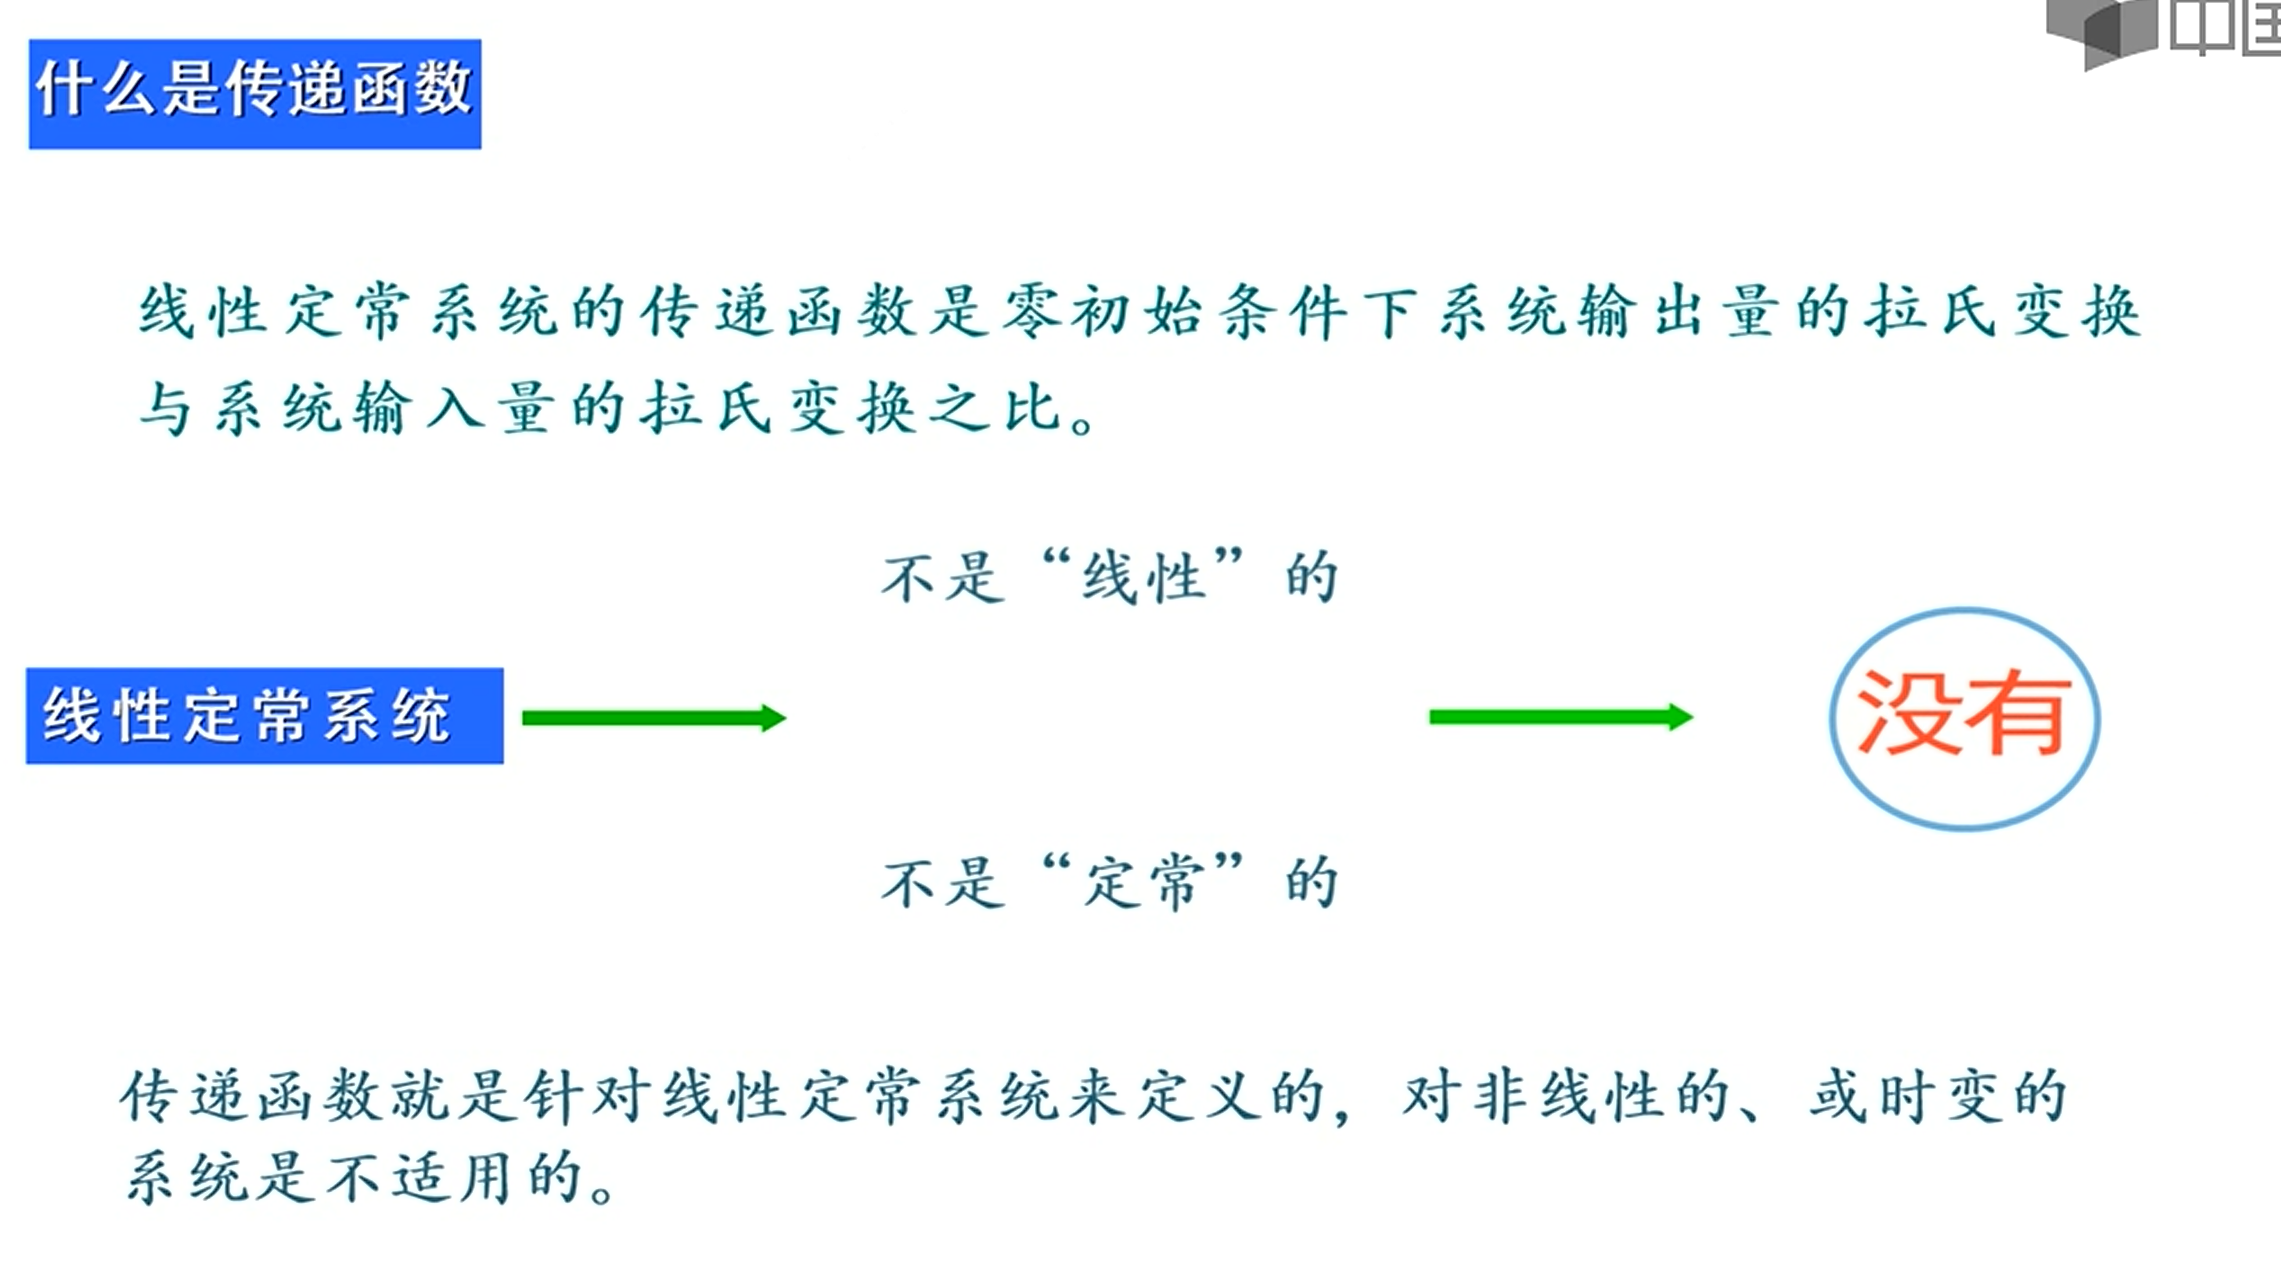 什么是传递函数
线性定常系统的传递函数是零初始条件下系统输出量的拉氏变换
与系统输入量的拉氏变换之比。
不是“线性”的
线性定常系统
没有
不是“定常”的
传递函数就是针对线性定常系统来定义的，对非线性的、或时变的
系统是不适用的。
中国